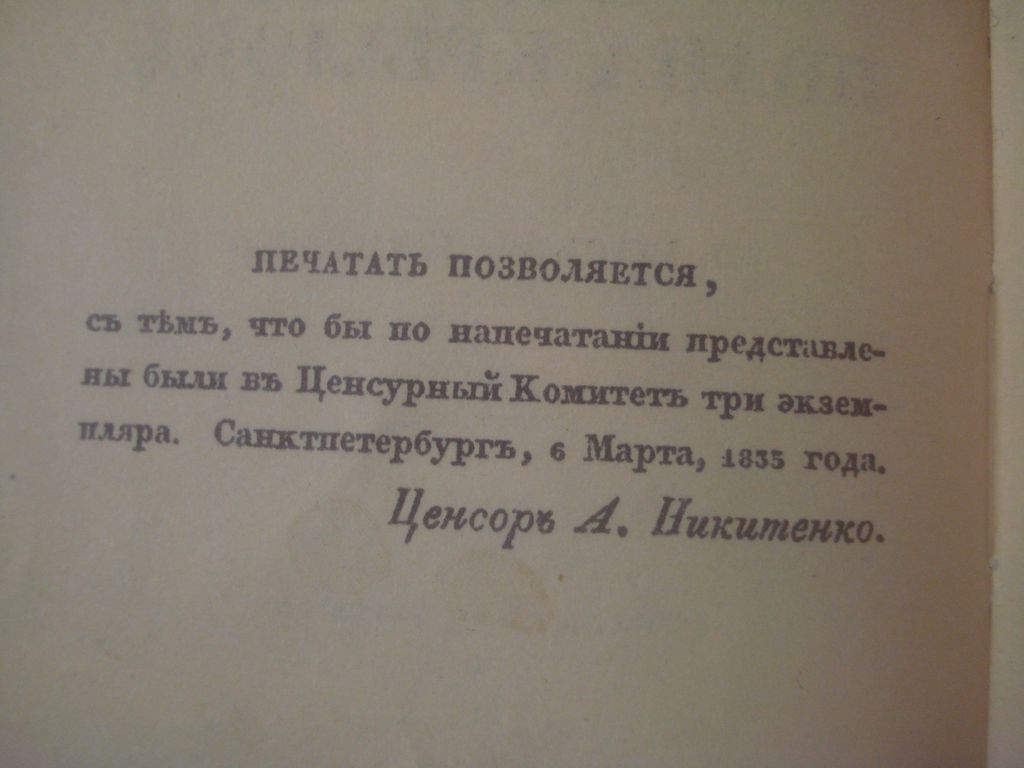 ПЕЧАТАТЬ ПОЗВОЛЯЕТСЯ,
съ тѣмъ, что бы по напечатаніи представле-
ны были въ Ценсурный Комитетъ три экзем-
пляра. Санктпетербургъ, 6 Марта, 1835 года.
Ценсоръ А. Никитенко.